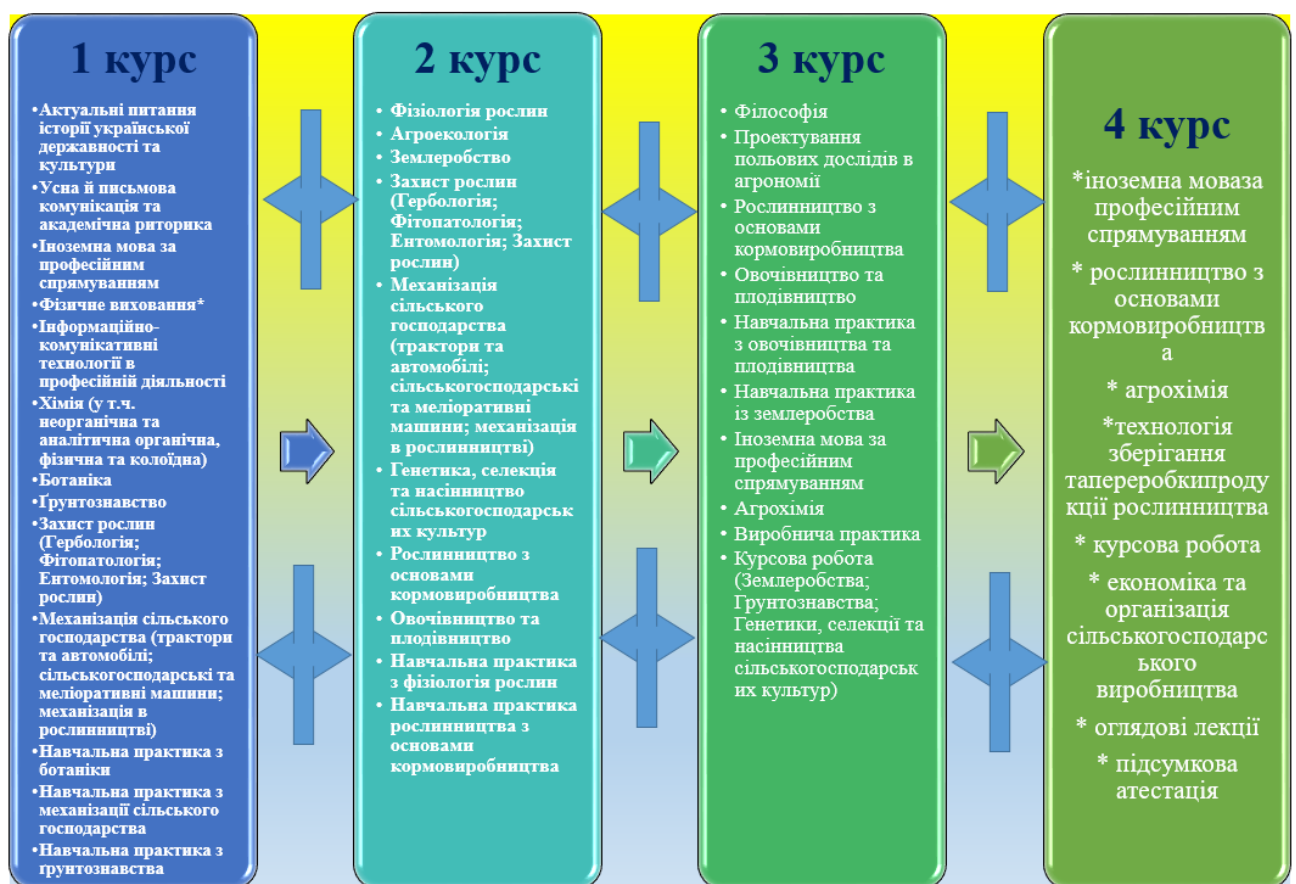 1 курс
•Актуальні питання
історії української
державності та
культури
•Усна й письмова
комунікація та
академічна риторика
•Іноземна мова за
професійним
спрямуванням
•Фізичне виховання*
•Інформаційно-
комунікативні
технології в
професійній діяльності
•Хімія (у т.ч.
неорганічна та
аналітична органічна,
фізична та колоїдна)
•Ботаніка
•Ґрунтознавство
•Захист рослин
(Гербологія;
Фітопатологія;
Ентомологія; Захист
рослин)
•Механізація сільського
господарства (трактори
та автомобілі;
сільськогосподарські та
меліоративні машини;
механізація в
рослинництві)
•Навчальна практика з
ботаніки
•Навчальна практика з
механізації сільського
господарства
•Навчальна практика з
ґрунтознавства
2 курс
• Фізіологія рослин
• Агроекологія
• Землеробство
• Захист рослин
(Гербологія;
Фітопатологія;
Ентомологія; Захист
рослин)
• Механізація
сільського
господарства
(трактори та
автомобілі;
сільськогосподарські
та меліоративні
машини; механізація
в рослинництві)
• Генетика, селекція
та насінництво
сільськогосподарськ
их культур
• Рослинництво з
основами
кормовиробництва
• Овочівництво та
плодівництво
• Навчальна практика
з фізіологія рослин
• Навчальна практика
рослинництва з
основами
кормовиробництва
3 курс
• Філософія
• Проектування
польових дослідів в
агрономії
• Рослинництво з
основами
кормовиробництва
• Овочівництво та
плодівництво
• Навчальна практика
з овочівництва та
плодівництва
• Навчальна практика
із землеробства
• Іноземна мова за
професійним
спрямуванням
• Агрохімія
• Виробнича практика
• Курсова робота
(Землеробства;
Грунтознавства;
Генетики, селекції та
насінництва
сільськогосподарськ
их культур)
4 курс
*іноземна моваза
професійним
спрямуванням
* рослинництво з
основами
кормовиробництв
а
* агрохімія
*технологія
зберігання
тапереробкипроду
кції рослинництва
* курсова робота
* економіка та
організація
сільськогосподарс
ького
виробництва
* оглядові лекції
* підсумкова
атестація